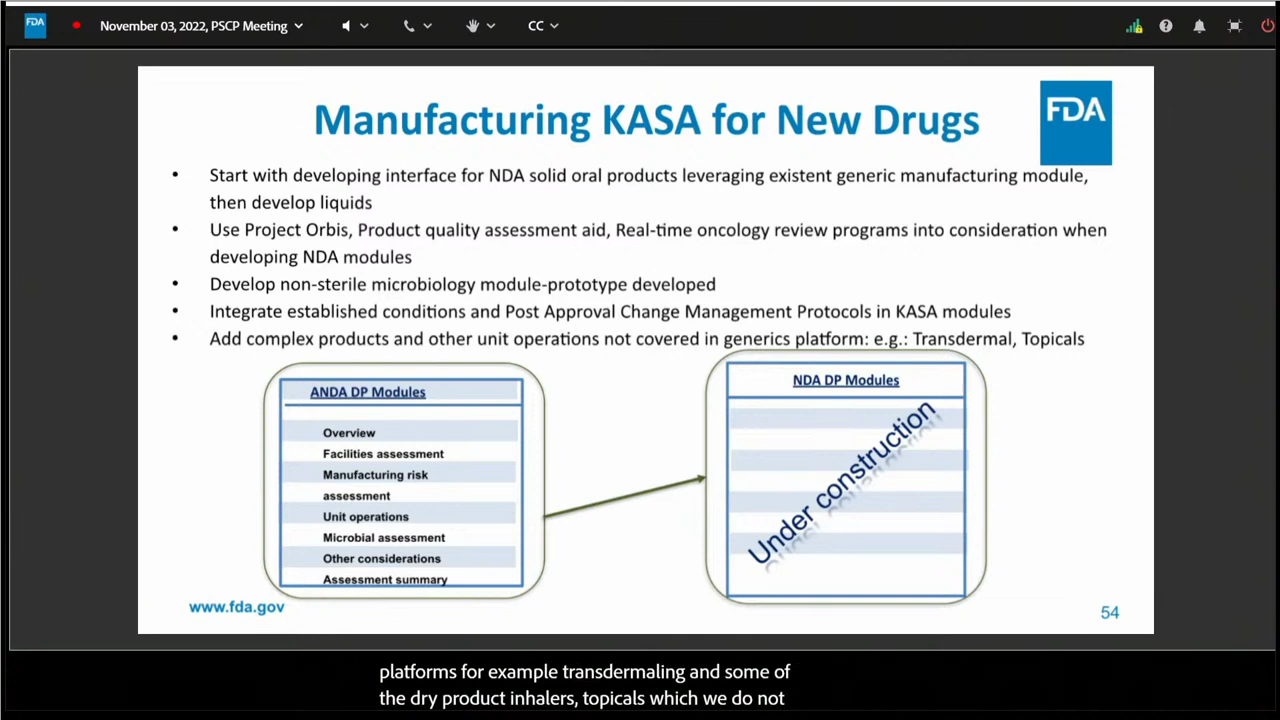 FDA
November 03, 2022, PSCP Meeting
CC
Manufacturing KASA for New Drugs
FDA
• Start with developing interface for NDA solid oral products leveraging existent generic manufacturing module,
then develop liquids
• Use Project Orbis, Product quality assessment aid, Real-time oncology review programs into consideration when
developing NDA modules
• Develop non-sterile microbiology module-prototype developed
• Integrate established conditions and Post Approval Change Management Protocols in KASA modules
• Add complex products and other unit operations not covered in generics platform: e.g.: Transdermal, Topicals
ANDA DP Modules
Overview
Facilities assessment
Manufacturing risk
assessment
Unit operations
Microbial assessment
Other considerations
Assessment summary
NDA DP Modules
Under construction
www.fda.gov
54
platforms for example transdermaling and some of
the dry product inhalers, topicals which we do not